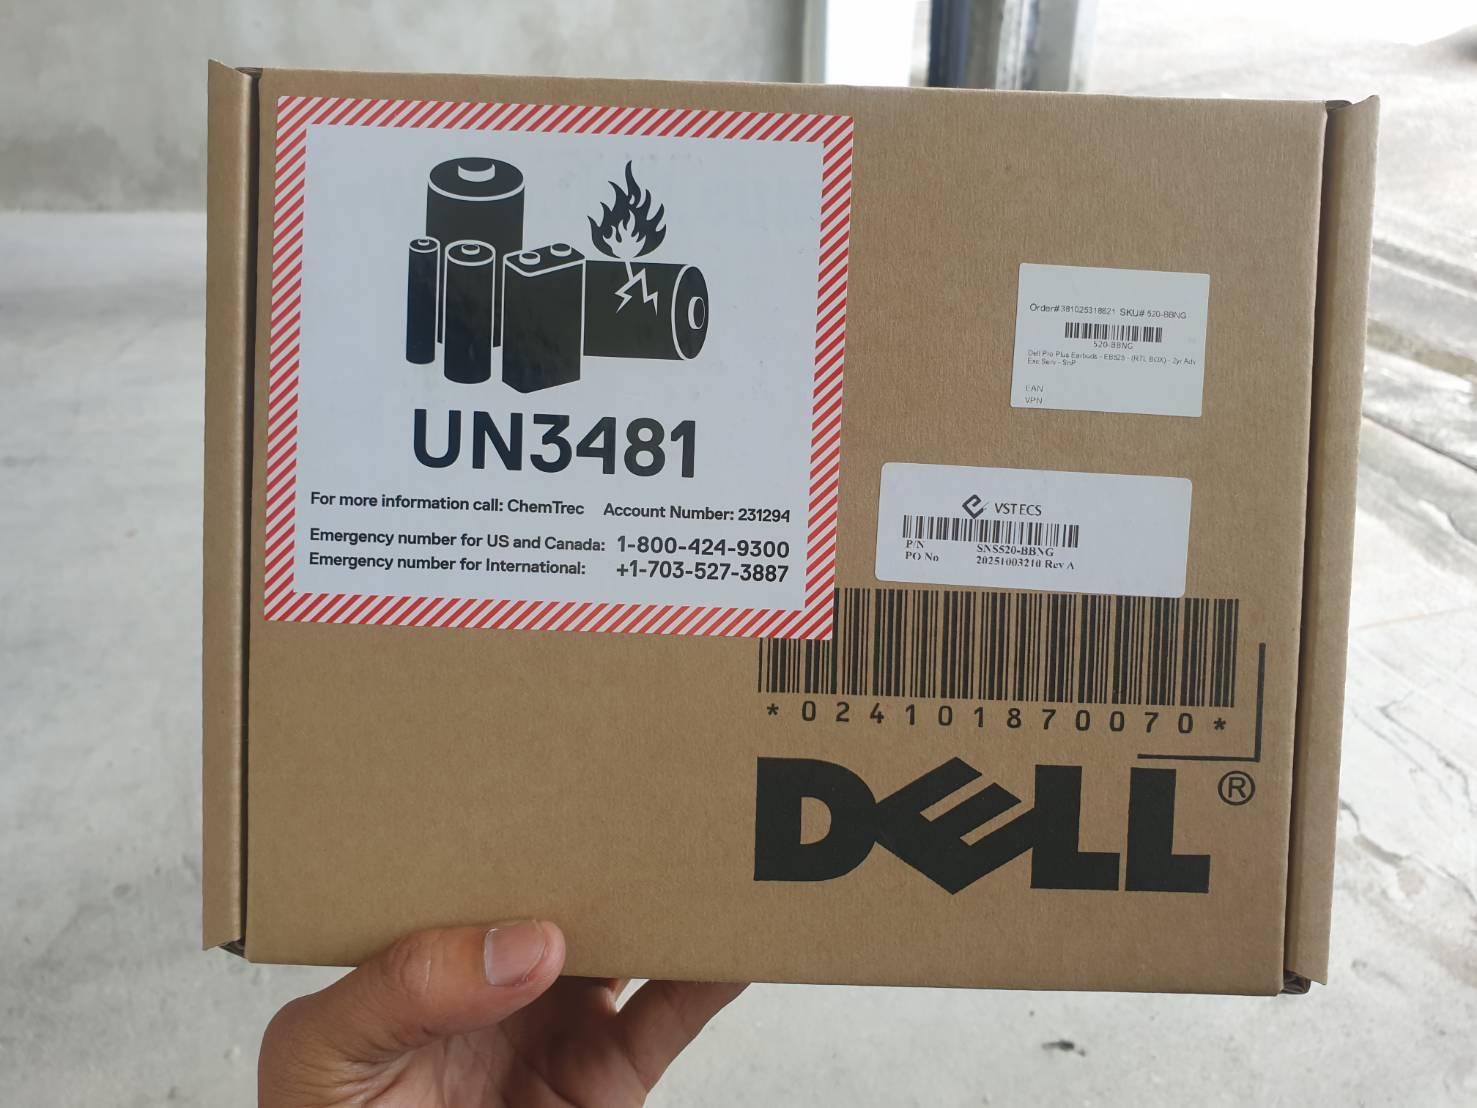 UN3481
For more information call: ChemTrec Account Number: 231294
Emergency number for US and Canada: 1-800-424-9300
Emergency number for International: +1-703-527-3887
Order# 381025318621 SKU# 520-BBNG
520-BBNG
Dell Pro Plus Earbuds - EB525 - (RTL BOX) - 2yr Adv
Exc Serv - SnP
EAN
VPN
VSTECS
P/N SNS520-BBNG
PO No 20251003210 Rev A
*024101870070*
DELL®